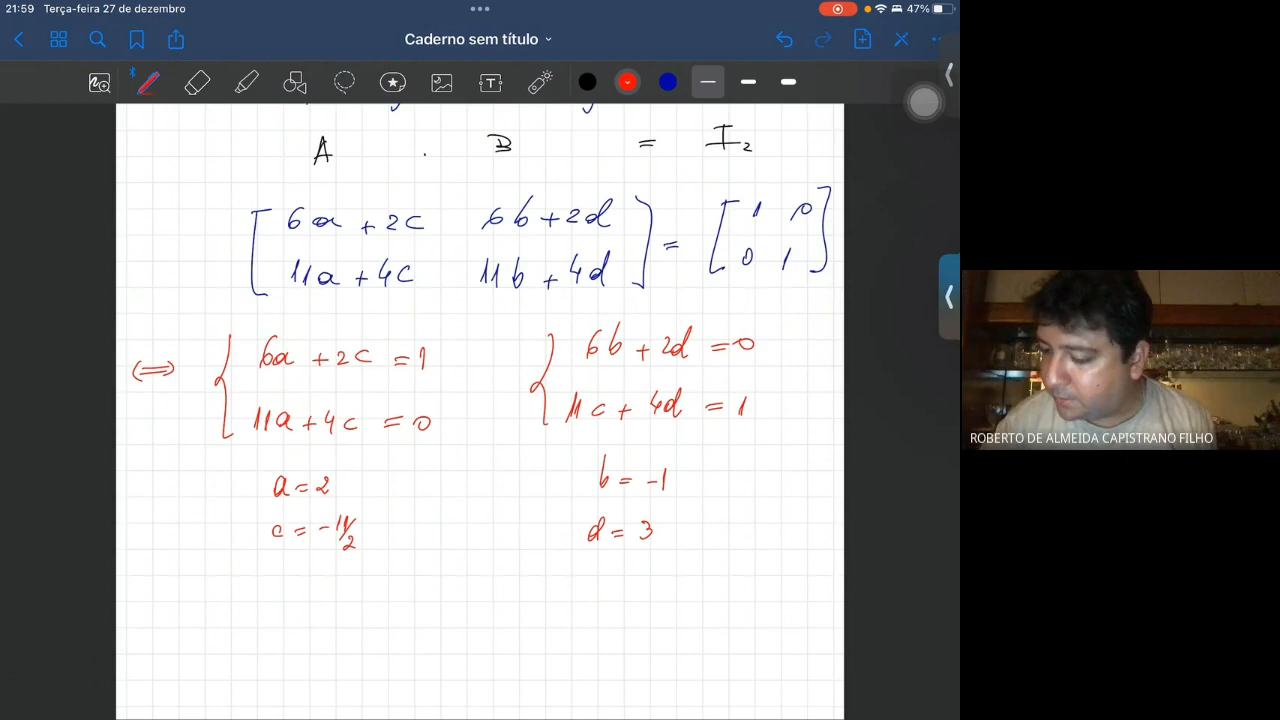 21:59 Terça-feira 27 de dezembro 47%
Caderno sem título
A . B = I₂
[ 6a + 2c 6b + 2d ] = [ 1 0 ]
[ 11a + 4c 11b + 4d ] [ 0 1 ]
⟺ { 6a + 2c = 1 { 6b + 2d = 0
11a + 4c = 0 11c + 4d = 1
a = 2 b = -1
c = -11/2 d = 3
ROBERTO DE ALMEIDA CAPISTRANO FILHO